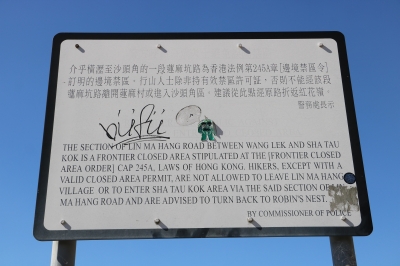 介乎橫瀝至沙頭角的一段蓮麻坑路為香港法例第245A章[邊境禁區令]
訂明的邊境禁區。行山人士除非持有效禁區許可証，否則不能經該段
蓮麻坑路離開蓮麻村或進入沙頭角區。建議從此點逕原路折返紅花嶺。
警務處長示
THE SECTION OF LIN MA HANG ROAD BETWEEN WANG LEK AND SHA TAU
KOK IS A FRONTIER CLOSED AREA STIPULATED AT THE [FRONTIER CLOSED
AREA ORDER] CAP 245A, LAWS OF HONG KONG. HIKERS, EXCEPT WITH A
VALID CLOSED AREA PERMIT, ARE NOT ALLOWED TO LEAVE LIN MA HANG
VILLAGE OR TO ENTER SHA TAU KOK AREA VIA THE SAID SECTION OF LIN
MA HANG ROAD AND ARE ADVISED TO TURN BACK TO ROBIN'S NEST.
BY COMMISSIONER OF POLICE